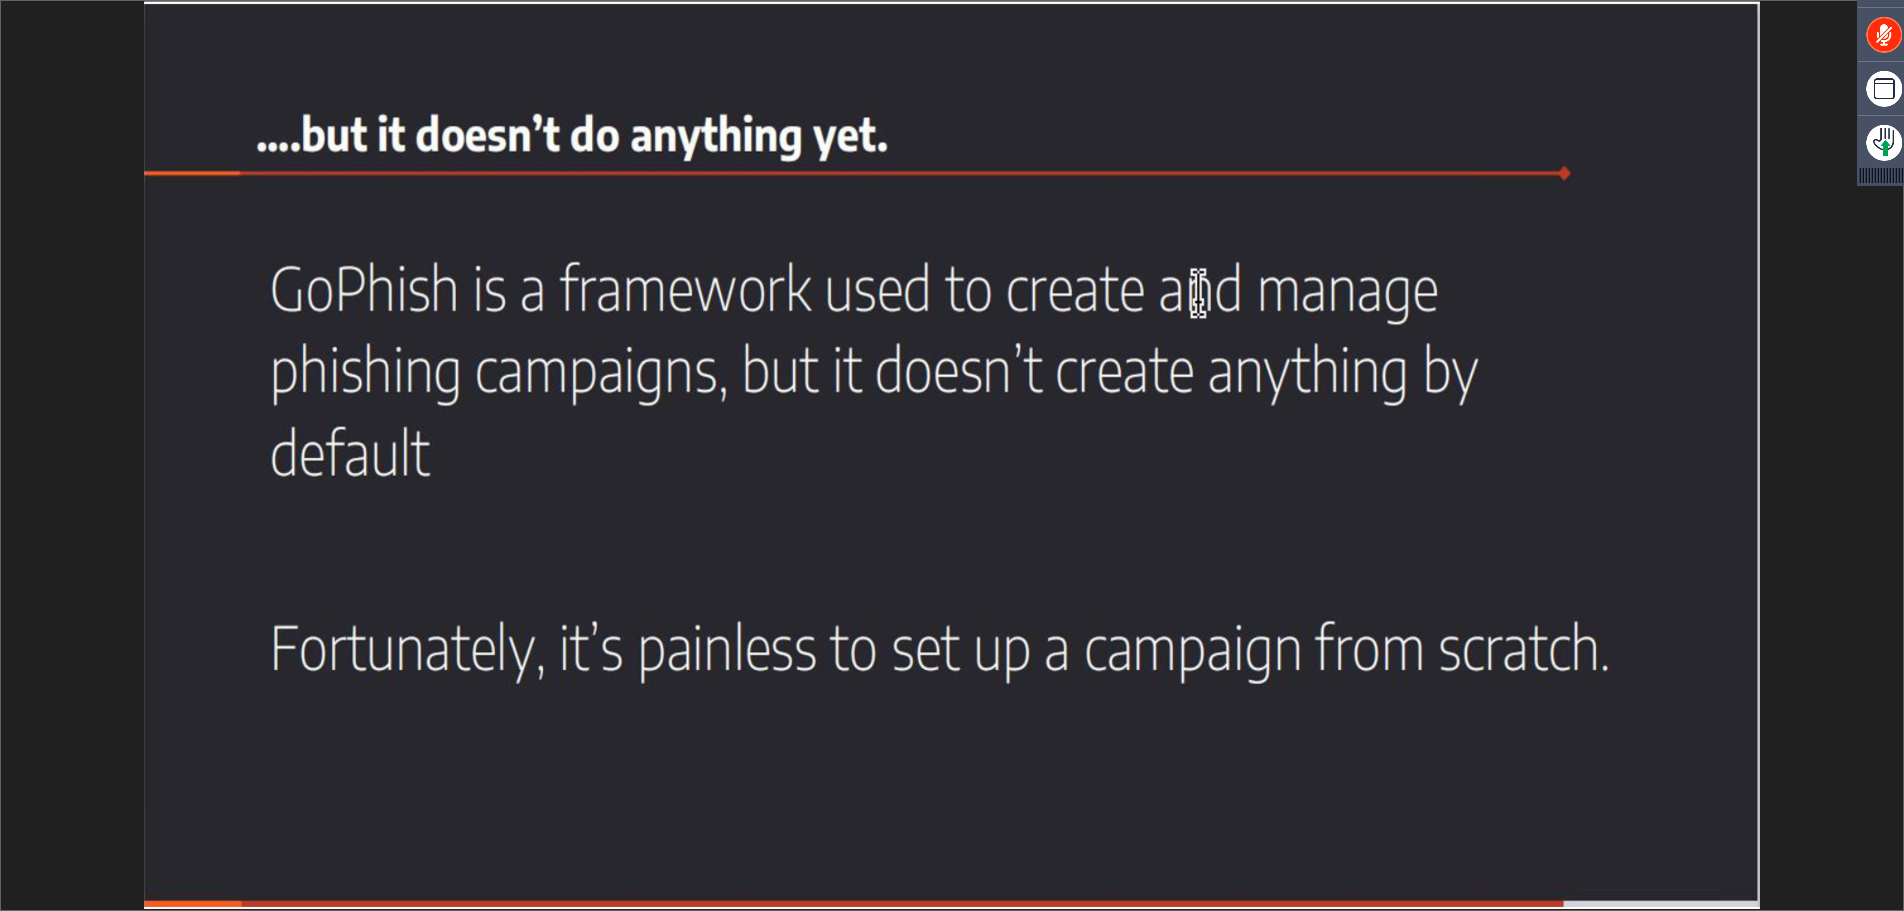 ....but it doesn’t do anything yet.
GoPhish is a framework used to create and manage
phishing campaigns, but it doesn’t create anything by
default
Fortunately, it’s painless to set up a campaign from scratch.